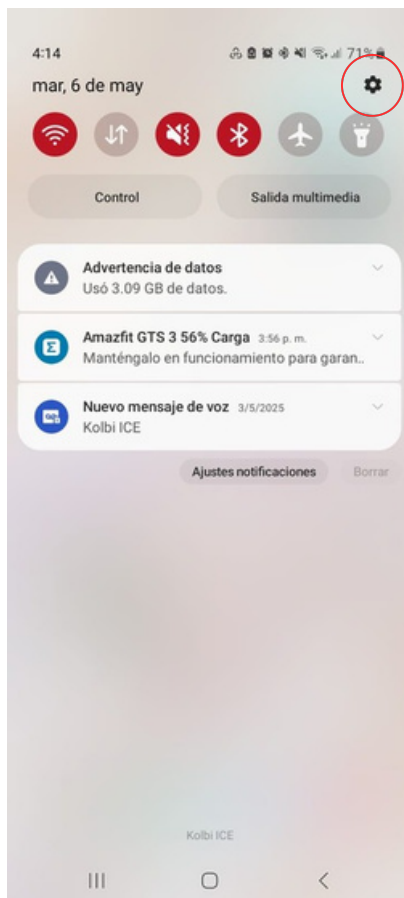 4:14
71%
mar, 6 de may
Control
Salida multimedia
Advertencia de datos
Usó 3.09 GB de datos.
Amazfit GTS 3 56% Carga 3:56 p. m.
Manténgalo en funcionamiento para garan..
Nuevo mensaje de voz 3/5/2025
Kolbi ICE
Ajustes notificaciones
Borrar
Kolbi ICE